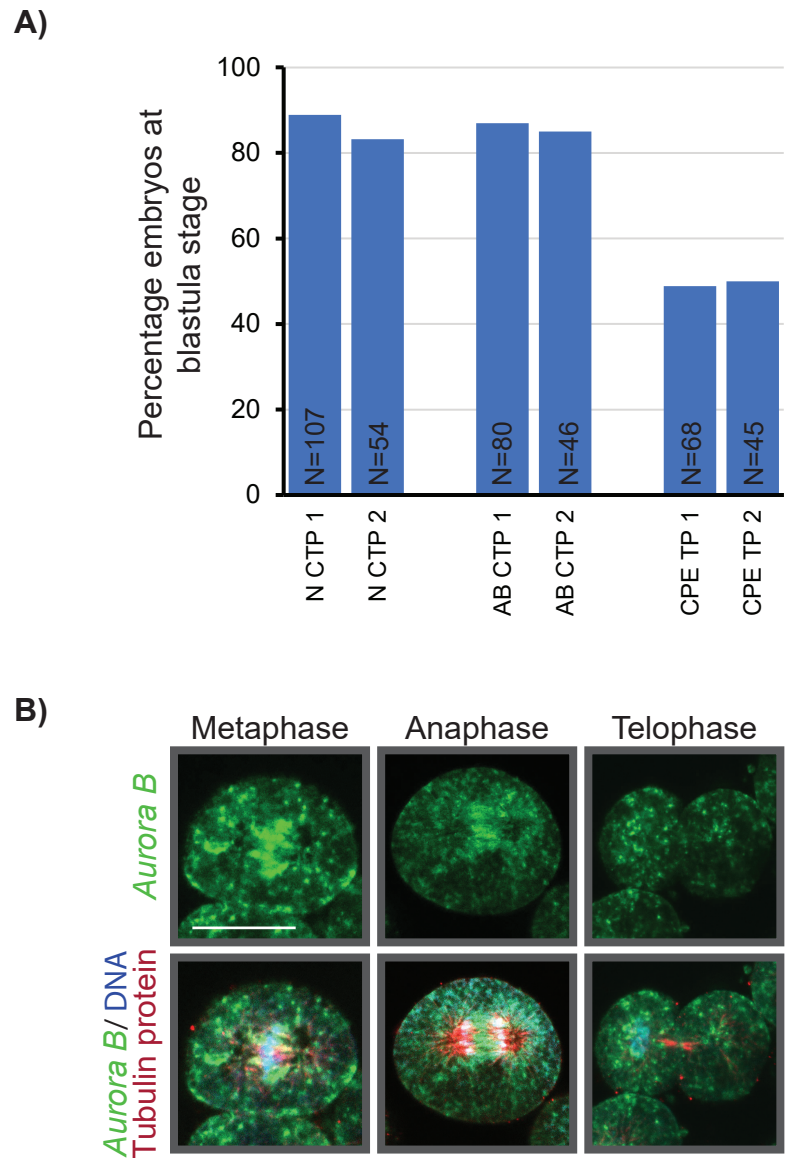 A)
Percentage embryos at
blastula stage
100
80
60
40
20
0
N=107
N=54
N=80
N=46
N=68
N=45
N CTP 1
N CTP 2
AB CTP 1
AB CTP 2
CPE TP 1
CPE TP 2
B)
Metaphase
Anaphase
Telophase
Aurora B
Aurora B/ DNA
Tubulin protein